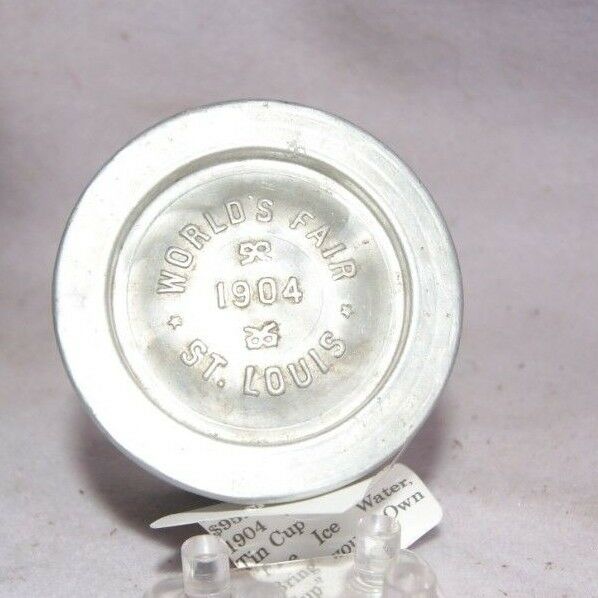 WORLD'S FAIR
1904
ST. LOUIS
1904
Tin Cup
Ice Water,
Own